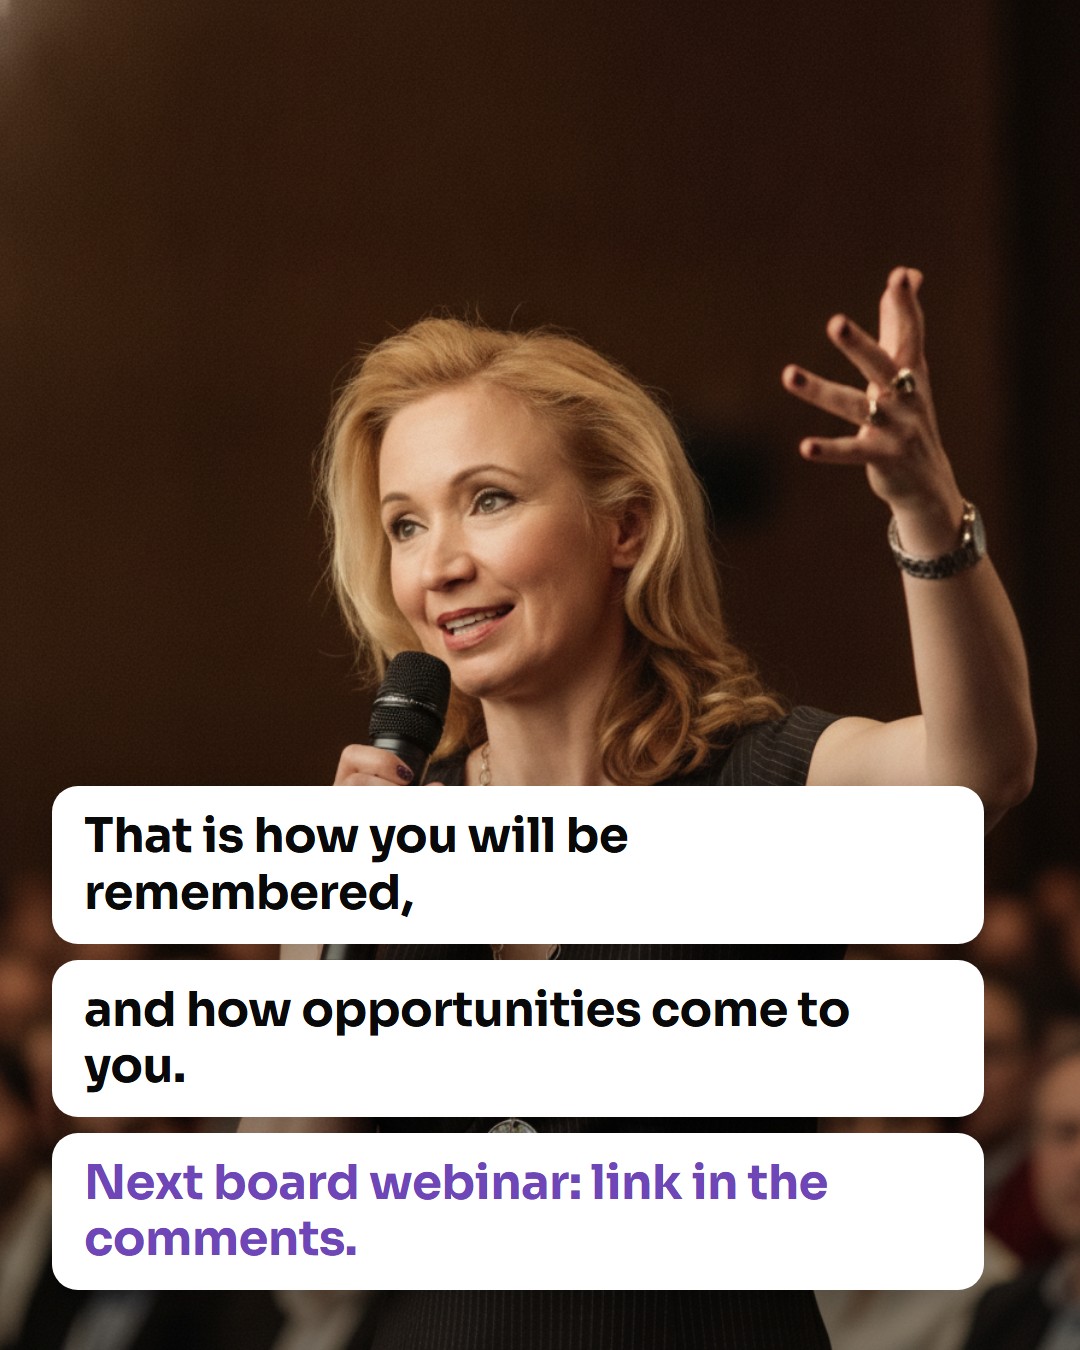 That is how you will be
remembered,
and how opportunities come to
you.
Next board webinar: link in the
comments.